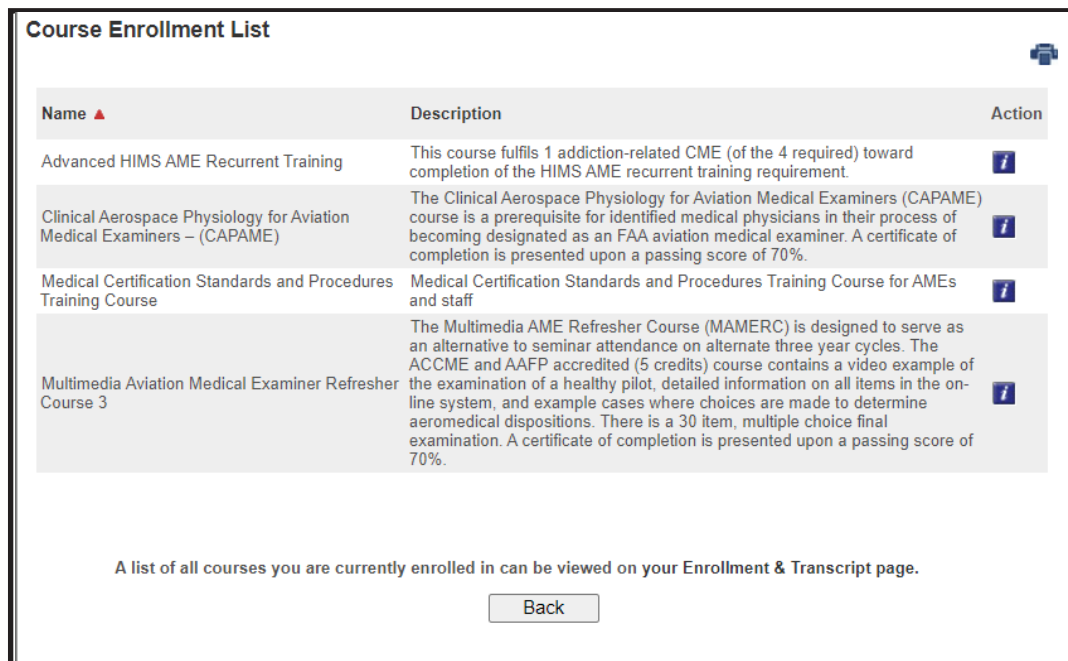 Course Enrollment List
Name
Description
Action
Advanced HIMS AME Recurrent Training
This course fulfils 1 addiction-related CME (of the 4 required) toward
completion of the HIMS AME recurrent training requirement.
i
Clinical Aerospace Physiology for Aviation
Medical Examiners – (CAPAME)
The Clinical Aerospace Physiology for Aviation Medical Examiners (CAPAME)
course is a prerequisite for identified medical physicians in their process of
becoming designated as an FAA aviation medical examiner. A certificate of
completion is presented upon a passing score of 70%.
i
Medical Certification Standards and Procedures
Training Course
Medical Certification Standards and Procedures Training Course for AMEs
and staff
i
Multimedia Aviation Medical Examiner Refresher
Course 3
The Multimedia AME Refresher Course (MAMERC) is designed to serve as
an alternative to seminar attendance on alternate three year cycles. The
ACCME and AAFP accredited (5 credits) course contains a video example of
the examination of a healthy pilot, detailed information on all items in the on-
line system, and example cases where choices are made to determine
aeromedical dispositions. There is a 30 item, multiple choice final
examination. A certificate of completion is presented upon a passing score of
70%.
i
A list of all courses you are currently enrolled in can be viewed on your Enrollment & Transcript page.
Back